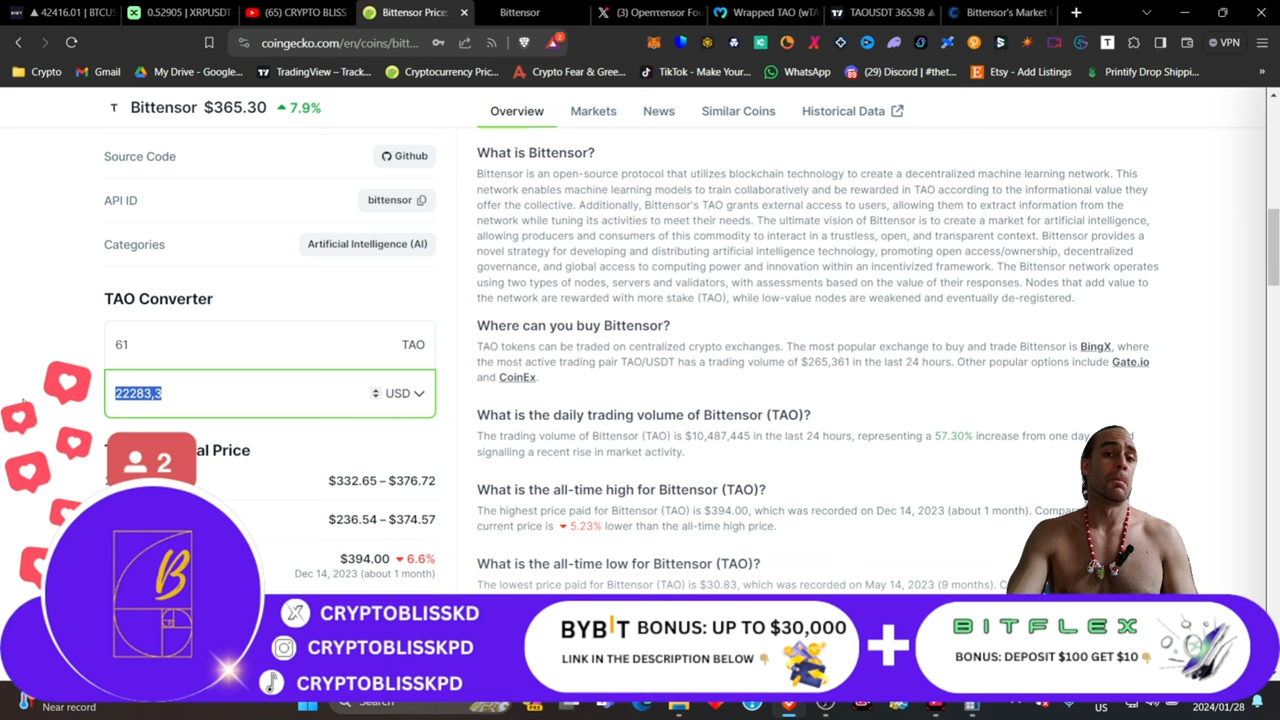 42416.01 ▲ BTCUS
0.52905 | XRPUSDT
(65) CRYPTO BLISS
Bittensor Price:
Bittensor
(3) Opentensor Fou
Wrapped TAO (wTA
TAOUSDT 365.98 ▲
Bittensor's Market C
coingecko.com/en/coins/bitt...
2
VPN
Crypto
Gmail
My Drive - Google...
TradingView – Track...
Cryptocurrency Pric...
Crypto Fear & Gree...
TikTok - Make Your...
WhatsApp
(29) Discord | #thet...
Etsy - Add Listings
Printify Drop Shippi...
»
T Bittensor $365.30 ▲ 7.9%
Overview Markets News Similar Coins Historical Data
Source Code
Github
API ID
bittensor
Categories
Artificial Intelligence (AI)
TAO Converter
61 TAO
22283,3 USD
al Price
$332.65 – $376.72
$236.54 – $374.57
$394.00 ▼ 6.6%
Dec 14, 2023 (about 1 month)
What is Bittensor?
Bittensor is an open-source protocol that utilizes blockchain technology to create a decentralized machine learning network. This
network enables machine learning models to train collaboratively and be rewarded in TAO according to the informational value they
offer the collective. Additionally, Bittensor's TAO grants external access to users, allowing them to extract information from the
network while tuning its activities to meet their needs. The ultimate vision of Bittensor is to create a market for artificial intelligence,
allowing producers and consumers of this commodity to interact in a trustless, open, and transparent context. Bittensor provides a
novel strategy for developing and distributing artificial intelligence technology, promoting open access/ownership, decentralized
governance, and global access to computing power and innovation within an incentivized framework. The Bittensor network operates
using two types of nodes, servers and validators, with assessments based on the value of their responses. Nodes that add value to
the network are rewarded with more stake (TAO), while low-value nodes are weakened and eventually de-registered.
Where can you buy Bittensor?
TAO tokens can be traded on centralized crypto exchanges. The most popular exchange to buy and trade Bittensor is BingX, where
the most active trading pair TAO/USDT has a trading volume of $265,361 in the last 24 hours. Other popular options include Gate.io
and CoinEx.
What is the daily trading volume of Bittensor (TAO)?
The trading volume of Bittensor (TAO) is $10,487,445 in the last 24 hours, representing a 57.30% increase from one day
signalling a recent rise in market activity.
What is the all-time high for Bittensor (TAO)?
The highest price paid for Bittensor (TAO) is $394.00, which was recorded on Dec 14, 2023 (about 1 month). Compa
current price is ▼ 5.23% lower than the all-time high price.
What is the all-time low for Bittensor (TAO)?
The lowest price paid for Bittensor (TAO) is $30.83, which was recorded on May 14, 2023 (9 months). C
2
B
CRYPTOBLISSKD
CRYPTOBLISSKPD
CRYPTOBLISSKPD
BYBIT BONUS: UP TO $30,000
LINK IN THE DESCRIPTION BELOW
BITFLEX
BONUS: DEPOSIT $100 GET $10
Near record
Search
US
2024/01/28